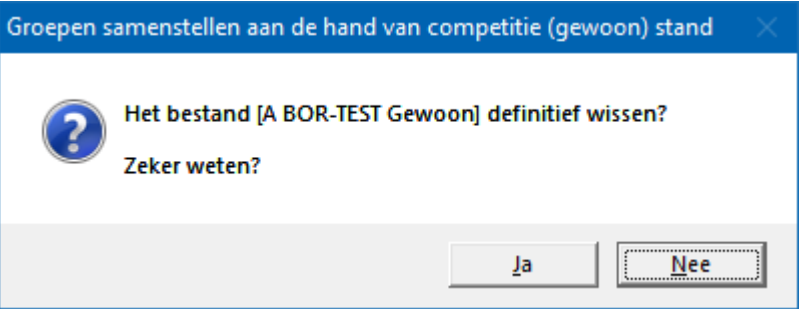 Groepen samenstellen aan de hand van competitie (gewoon) stand
Het bestand [A BOR-TEST Gewoon] definitief wissen?
Zeker weten?
Ja
Nee